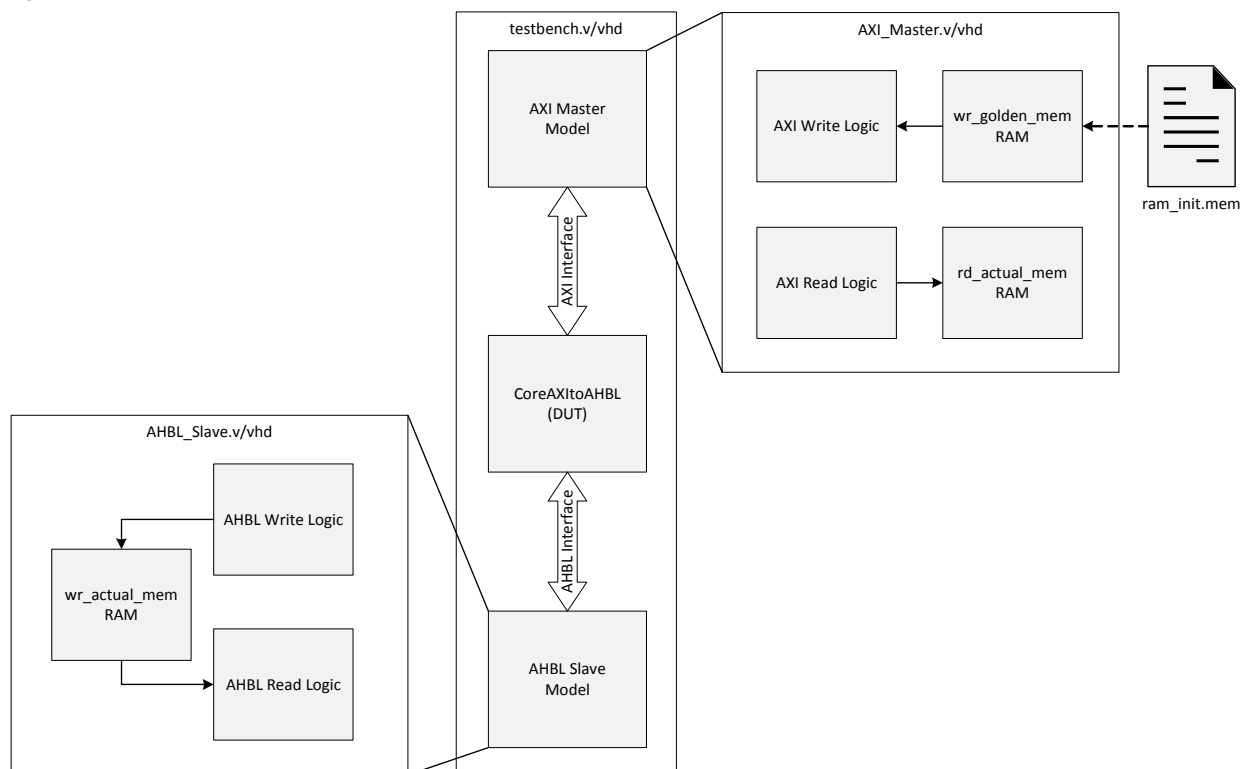 testbench.v/vhd
AXI Master
Model
AXI Interface
CoreAXItoAHBL
(DUT)
AHBL Interface
AHBL Slave
Model
AXI_Master.v/vhd
AXI Write Logic
wr_golden_mem
RAM
AXI Read Logic
rd_actual_mem
RAM
ram_init.mem
AHBL_Slave.v/vhd
AHBL Write Logic
wr_actual_mem
RAM
AHBL Read Logic